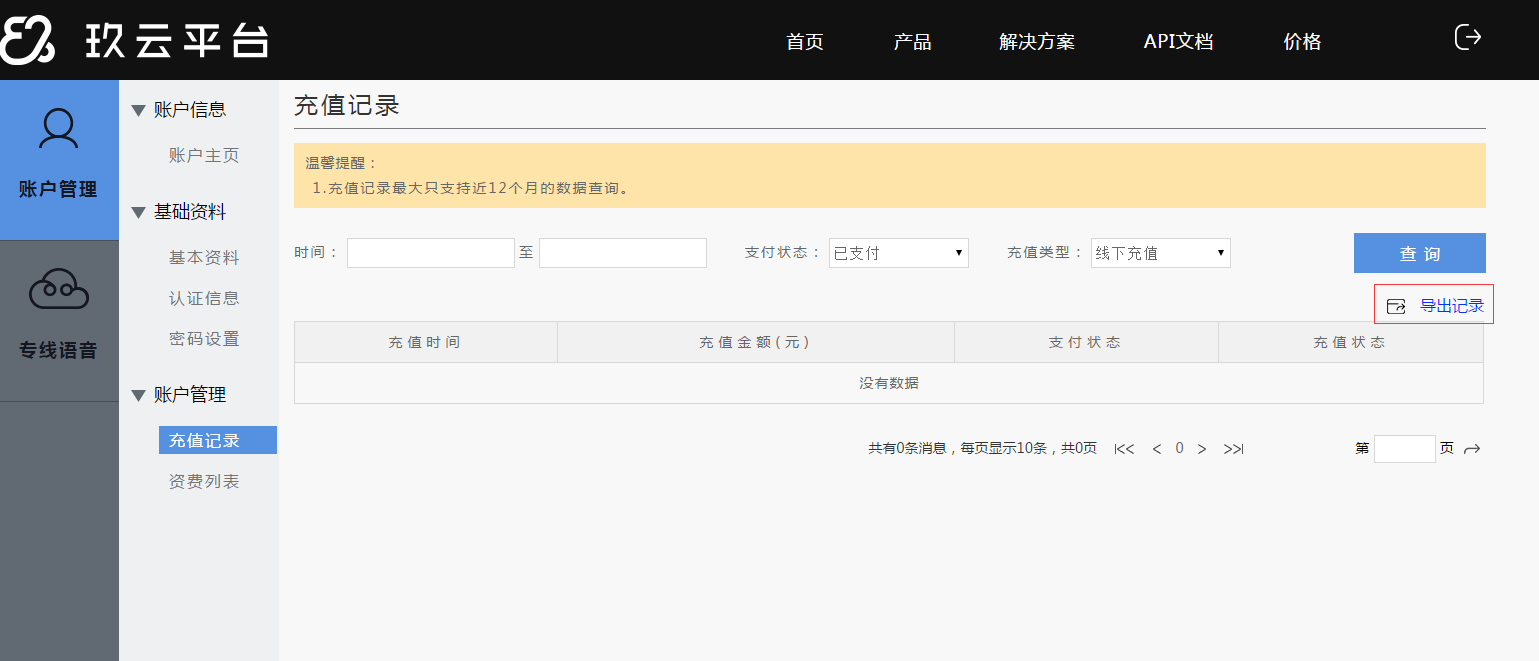 玖云平台
首页 产品 解决方案 API文档 价格
账户管理
专线语音
账户信息
账户主页
基础资料
基本资料
认证信息
密码设置
账户管理
充值记录
资费列表
充值记录
温馨提醒：
1.充值记录最大只支持近12个月的数据查询。
时间： 至 支付状态： 已支付 充值类型： 线下充值 查 询
导出记录
充值时间 充值金额(元) 支付状态 充值状态
没有数据
共有0条消息，每页显示10条，共0页 |<< < 0 > >>| 第 页